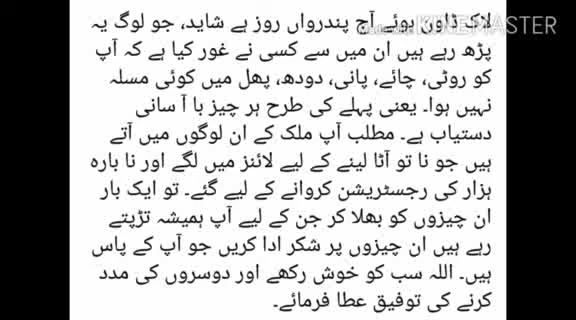 لاک ڈاون ہوئے آج پندرواں روز ہے شاید، جو لوگ یہ
پڑھ رہے ہیں ان میں سے کسی نے غور کیا ہے کہ آپ
کو روٹی، چائے، پانی، دودھ، پھل میں کوئی مسلہ
نہیں ہوا۔ یعنی پہلے کی طرح ہر چیز با آ سانی
دستیاب ہے۔ مطلب آپ ملک کے ان لوگوں میں آتے
ہیں جو نا تو آٹا لینے کے لیے لائنز میں لگے اور نا بارہ
ہزار کی رجسٹریشن کروانے کے لیے گئے۔ تو ایک بار
ان چیزوں کو بھلا کر جن کے لیے آپ ہمیشہ تڑپتے
رہے ہیں ان چیزوں پر شکر ادا کریں جو آپ کے پاس
ہیں۔ اللہ سب کو خوش رکھے اور دوسروں کی مدد
کرنے کی توفیق عطا فرمائے۔